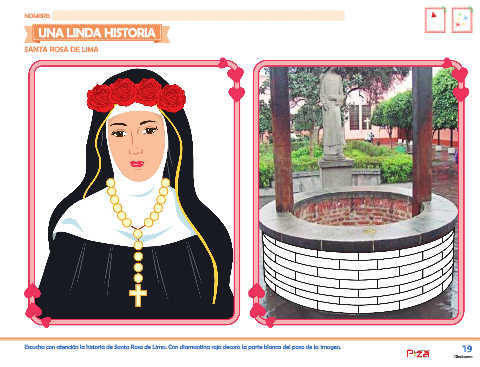 NOMBRE:
UNA LINDA HISTORIA
SANTA ROSA DE LIMA
Escucha con atención la historia de Santa Rosa de Lima. Con diamantina roja decora la parte blanca del pozo de la imagen.
19